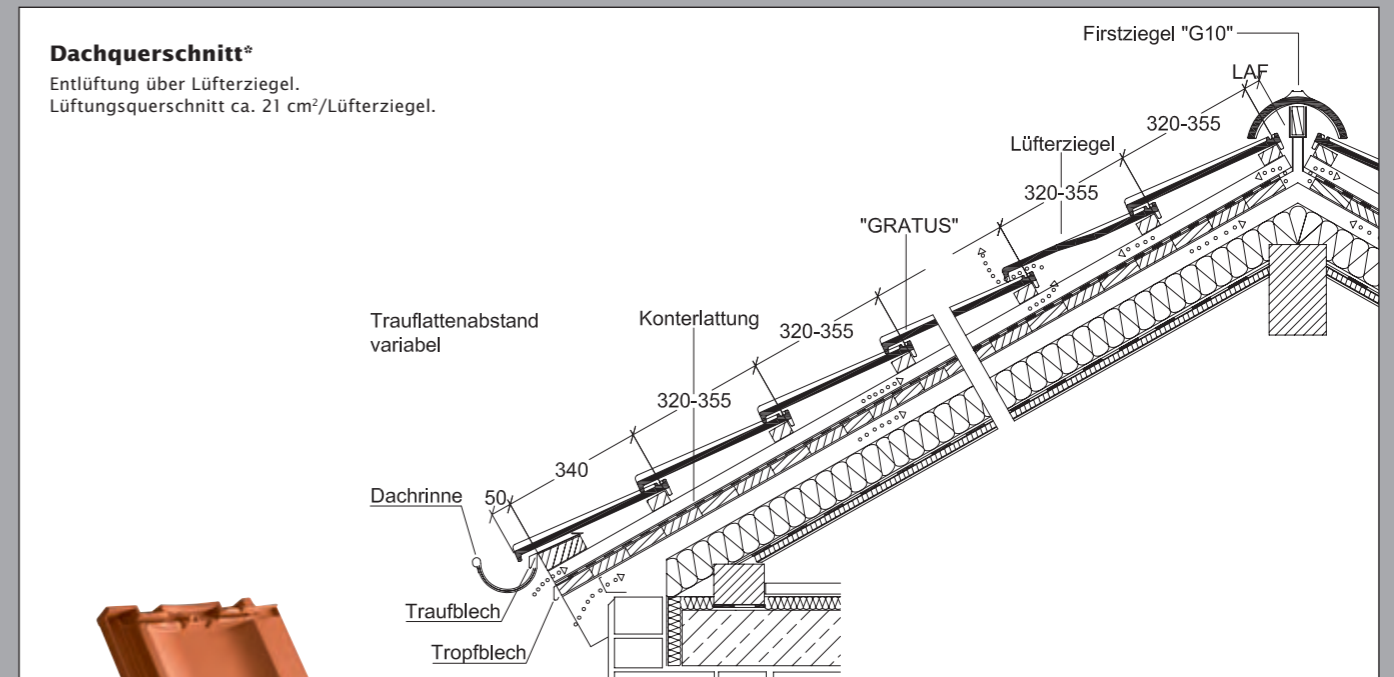 Dachquerschnitt*
Entlüftung über Lüfterziegel.
Lüftungsquerschnitt ca. 21 cm²/Lüfterziegel.
Firstziegel "G10"
LAF
320-355
Lüfterziegel
320-355
"GRATUS"
Trauflattenabstand
variabel
Konterlattung
320-355
320-355
340
Dachrinne
50
Traufblech
Tropfblech